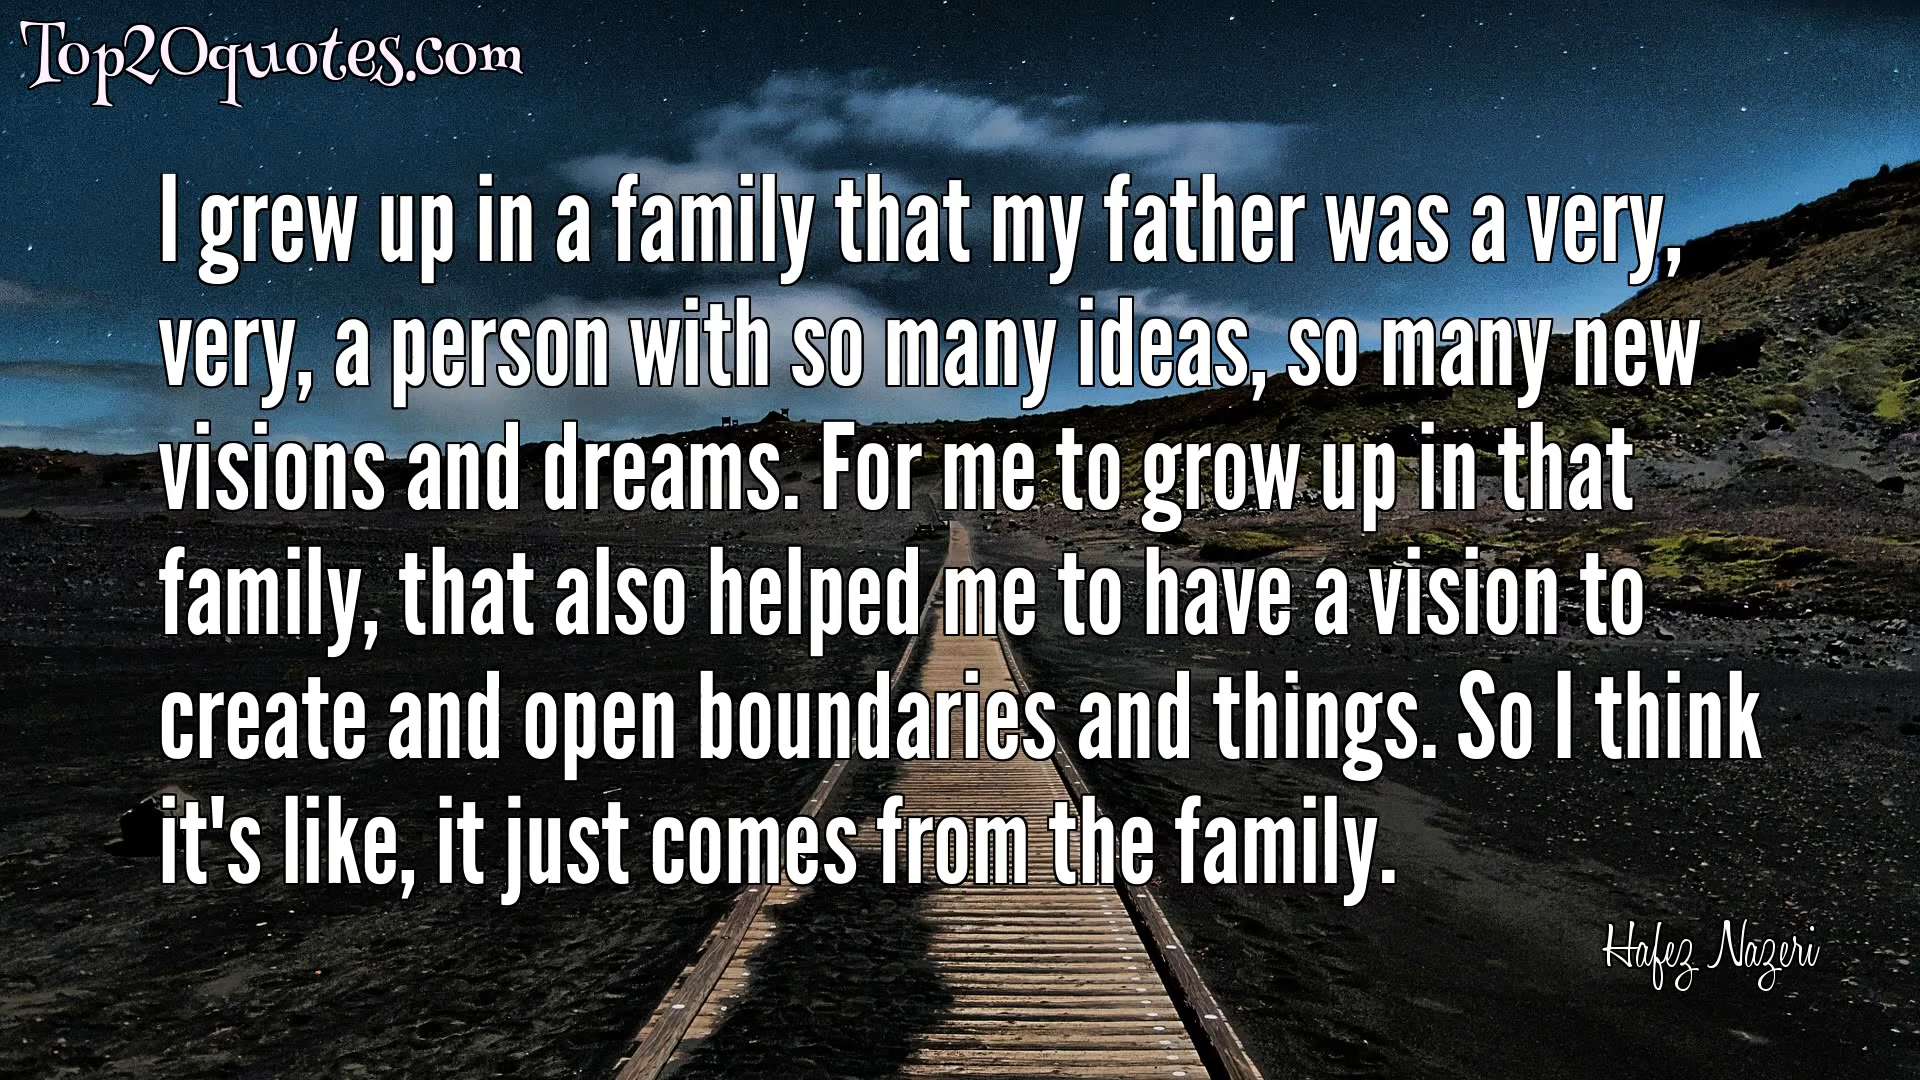 Top20quotes.com
I grew up in a family that my father was a very,
very, a person with so many ideas, so many new
visions and dreams. For me to grow up in that
family, that also helped me to have a vision to
create and open boundaries and things. So I think
it's like, it just comes from the family.
Hafez Nazeri